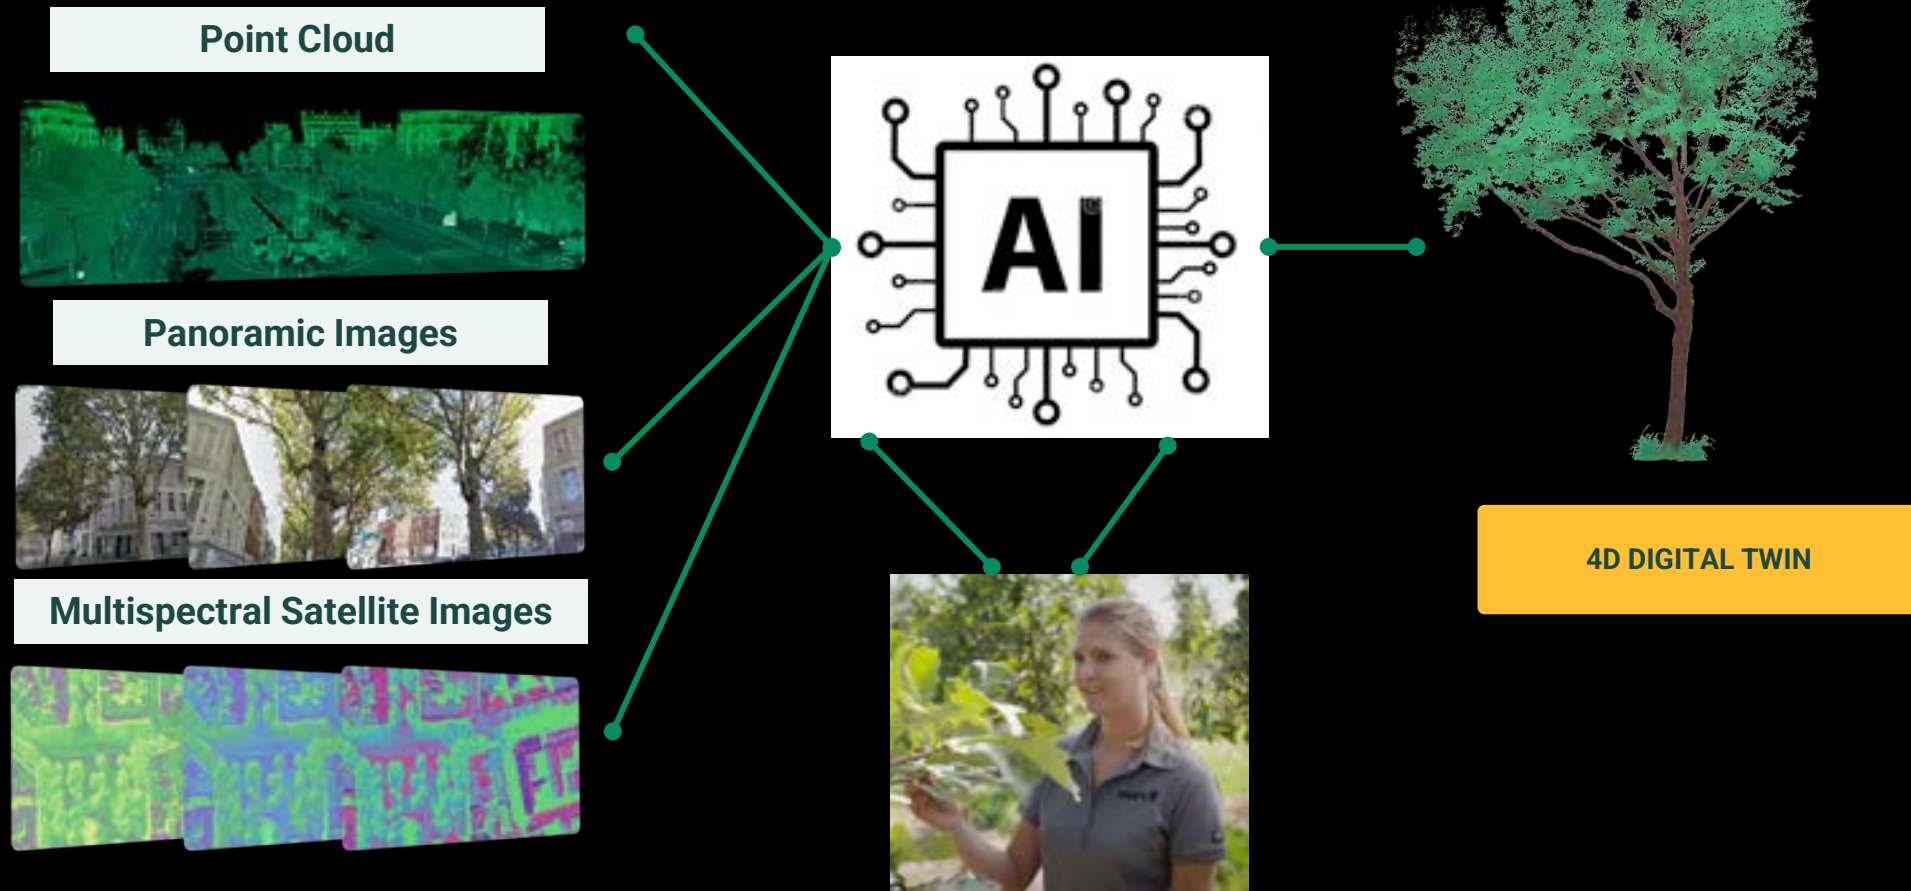 Point Cloud
Panoramic Images
Multispectral Satellite Images
AI
4D DIGITAL TWIN